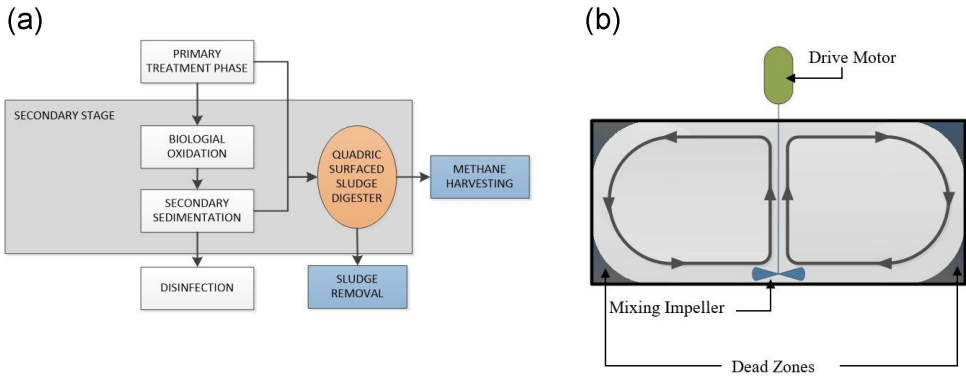 (a)
PRIMARY
TREATMENT PHASE
SECONDARY STAGE
BIOLOGIAL
OXIDATION
QUADRIC
SURFACED
SLUDGE
DIGESTER
METHANE
HARVESTING
SECONDARY
SEDIMENTATION
DISINFECTION
SLUDGE
REMOVAL
(b)
Drive Motor
Mixing Impeller
Dead Zones